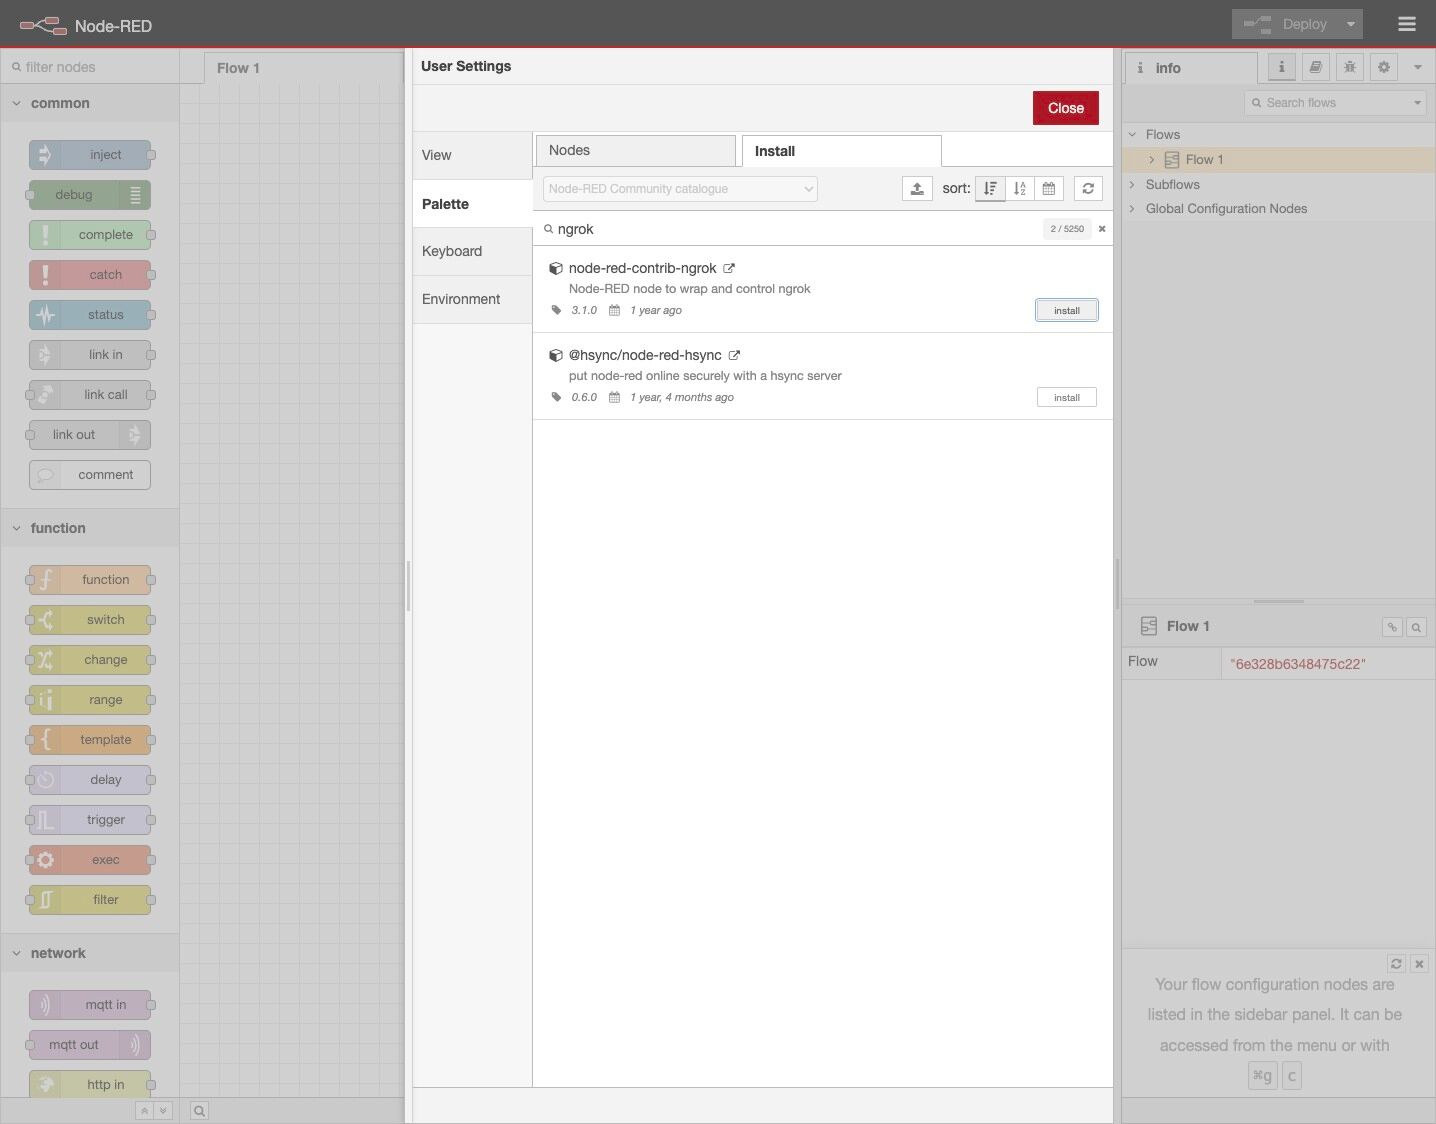 Node-RED
Deploy
filter nodes
Flow 1
common
inject
debug
complete
catch
status
link in
link call
link out
comment
function
function
switch
change
range
template
delay
trigger
exec
filter
network
mqtt in
mqtt out
http in
User Settings
Close
View
Palette
Keyboard
Environment
Nodes
Install
Node-RED Community catalogue
sort:
ngrok
2 / 5250
node-red-contrib-ngrok
Node-RED node to wrap and control ngrok
3.1.0 1 year ago
install
@hsync/node-red-hsync
put node-red online securely with a hsync server
0.6.0 1 year, 4 months ago
install
i info
i
Search flows
Flows
Flow 1
Subflows
Global Configuration Nodes
Flow 1
Flow "6e328b6348475c22"
Your flow configuration nodes are
listed in the sidebar panel. It can be
accessed from the menu or with
⌘g c